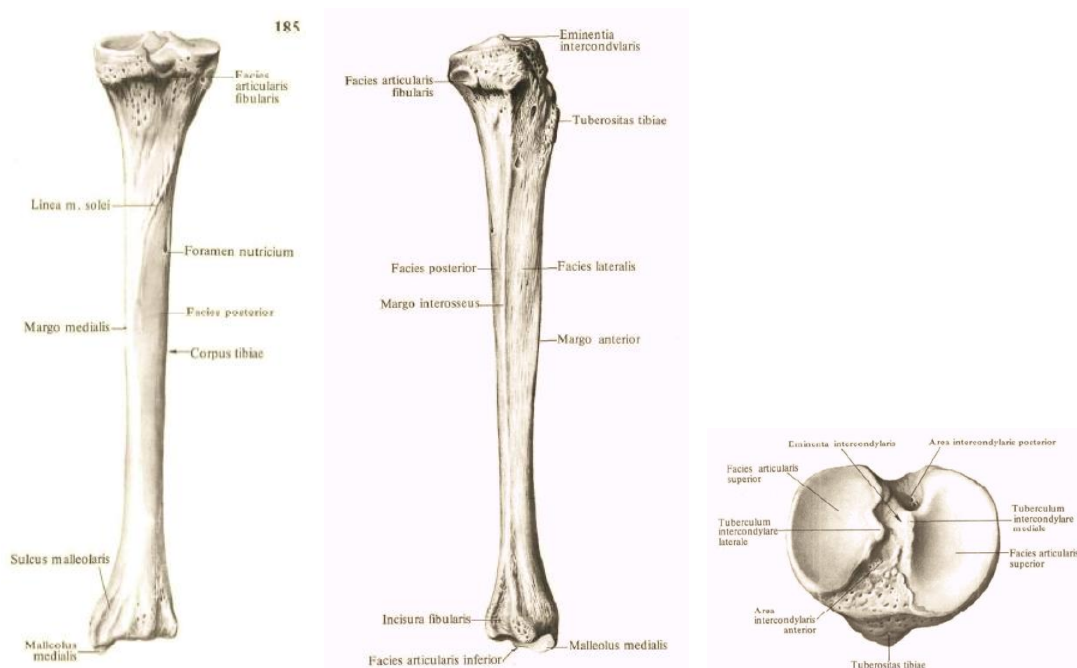 185
Facies
articularis
fibularis
Linea m. solei
Foramen nutricium
Facies posterior
Margo medialis
Corpus tibiae
Sulcus malleolaris
Malleolus
medialis
Eminentia
intercondylaris
Facies articularis
fibularis
Tuberositas tibiae
Facies posterior
Facies lateralis
Margo interosseus
Margo anterior
Incisura fibularis
Malleolus medialis
Facies articularis inferior
Eminenta intercondylaris
Area intercondylaris posterior
Facies articularis
superior
Tuberculum
intercondylare
laterale
Tuberculum
intercondylare
mediale
Facies articularis
superior
Area
intercondylaris
anterior
Tuberositas tibiae